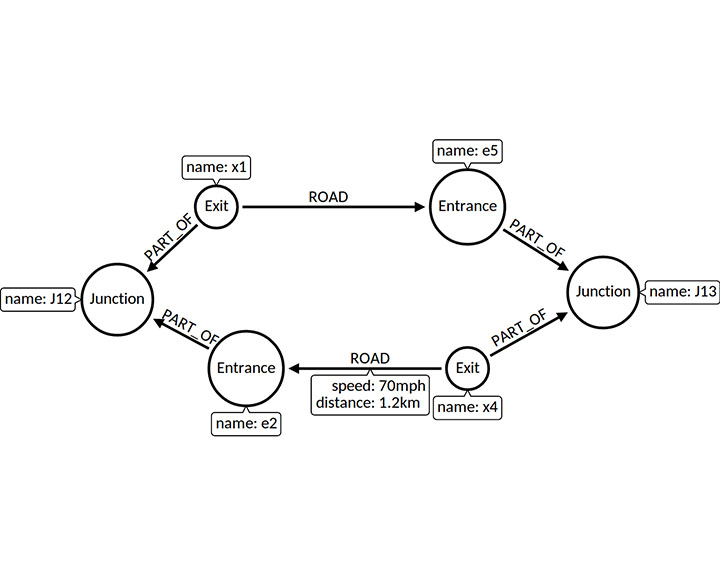 name: e5
name: x1
ROAD
Exit
Entrance
PART_OF
PART_OF
name: J12
Junction
Junction
name: J13
PART_OF
PART_OF
ROAD
Entrance
Exit
speed: 70mph
distance: 1.2km
name: x4
name: e2